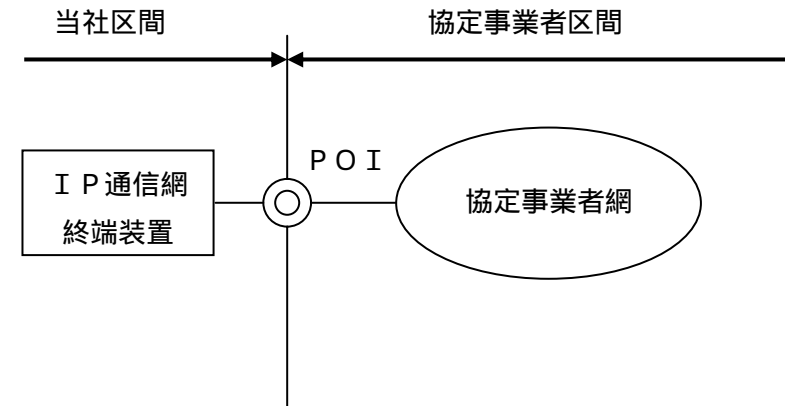 当社区間
協定事業者区間
ＰＯＩ
ＩＰ通信網
終端装置
協定事業者網